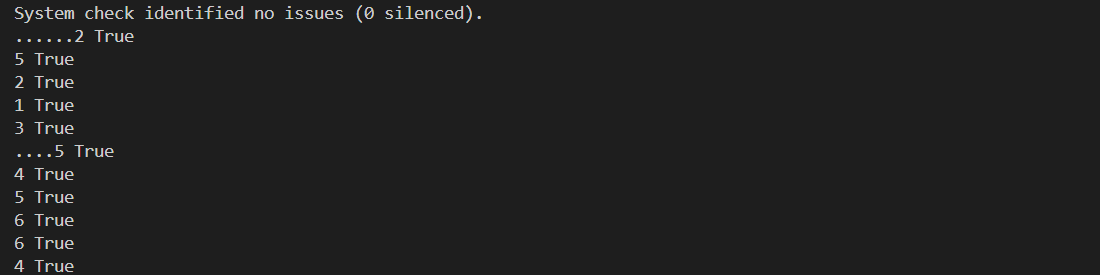 System check identified no issues (0 silenced).
......2 True
5 True
2 True
1 True
3 True
....5 True
4 True
5 True
6 True
6 True
4 True